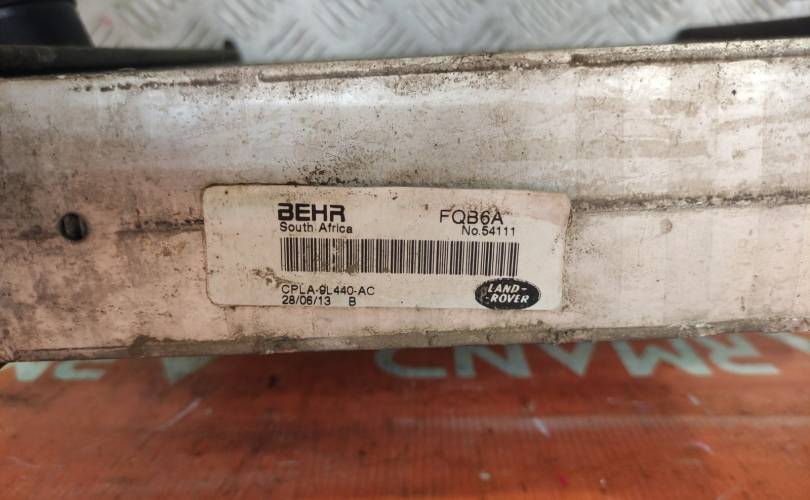 BEHR
South Africa
FQB6A
No.54111
CPLA-9L440-AC
28/06/13 B
LAND-
-ROVER